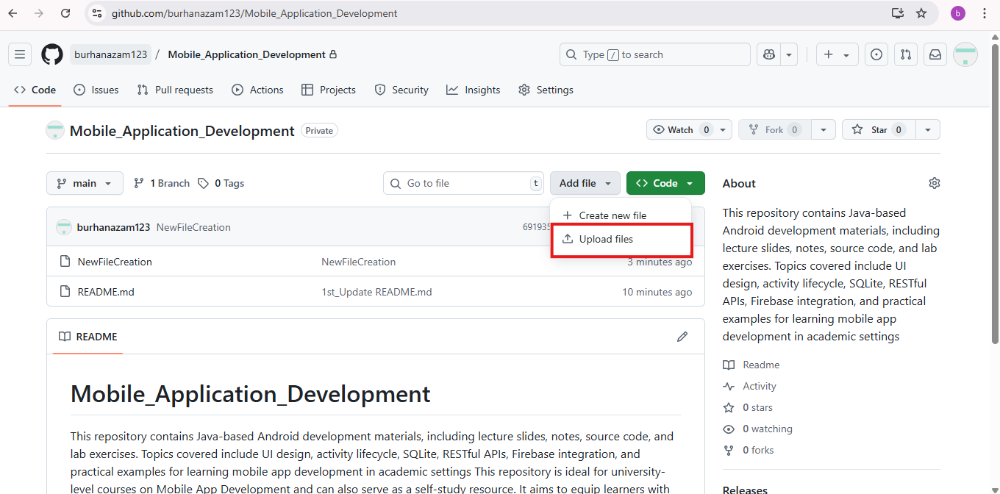 github.com/burhanazam123/Mobile_Application_Development
b
burhanazam123 / Mobile_Application_Development
Type / to search
Code Issues Pull requests Actions Projects Security Insights Settings
Mobile_Application_Development Private
Watch 0 Fork 0 Star 0
main 1 Branch 0 Tags
Go to file t
Add file
Code
Create new file
Upload files
burhanazam123 NewFileCreation 691935
NewFileCreation NewFileCreation 3 minutes ago
README.md 1st_Update README.md 10 minutes ago
README
Mobile_Application_Development
This repository contains Java-based Android development materials, including lecture slides, notes, source code, and
lab exercises. Topics covered include UI design, activity lifecycle, SQLite, RESTful APIs, Firebase integration, and
practical examples for learning mobile app development in academic settings This repository is ideal for university-
level courses on Mobile App Development and can also serve as a self-study resource. It aims to equip learners with
About
This repository contains Java-based
Android development materials, including
lecture slides, notes, source code, and lab
exercises. Topics covered include UI
design, activity lifecycle, SQLite, RESTful
APIs, Firebase integration, and practical
examples for learning mobile app
development in academic settings
Readme
Activity
0 stars
0 watching
0 forks
Releases